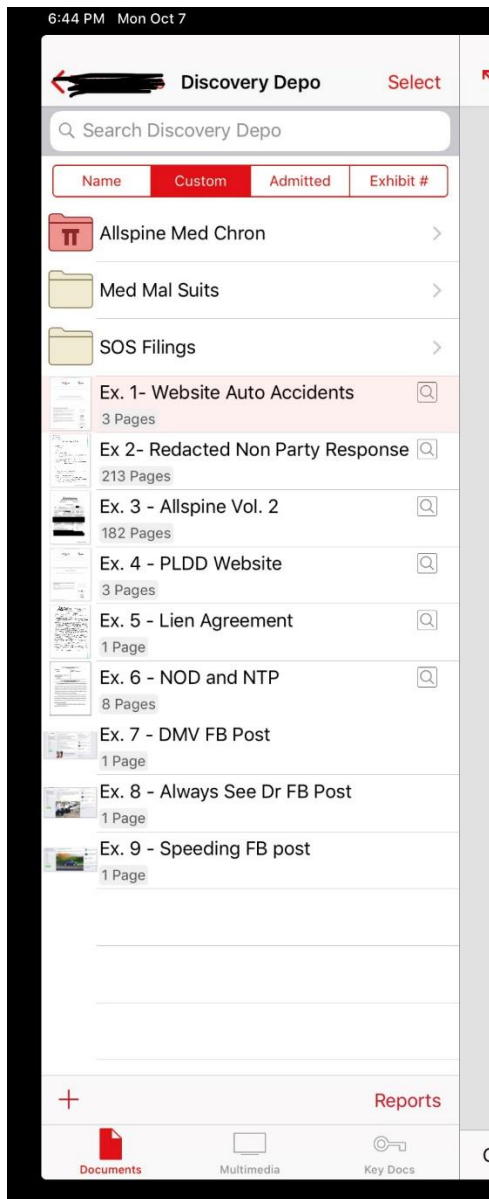 6:44 PM Mon Oct 7
Discovery Depo Select
Search Discovery Depo
Name Custom Admitted Exhibit #
Allspine Med Chron
Med Mal Suits
SOS Filings
Ex. 1- Website Auto Accidents
3 Pages
Ex 2- Redacted Non Party Response
213 Pages
Ex. 3 - Allspine Vol. 2
182 Pages
Ex. 4 - PLDD Website
3 Pages
Ex. 5 - Lien Agreement
1 Page
Ex. 6 - NOD and NTP
8 Pages
Ex. 7 - DMV FB Post
1 Page
Ex. 8 - Always See Dr FB Post
1 Page
Ex. 9 - Speeding FB post
1 Page
+ Reports
Documents Multimedia Key Docs